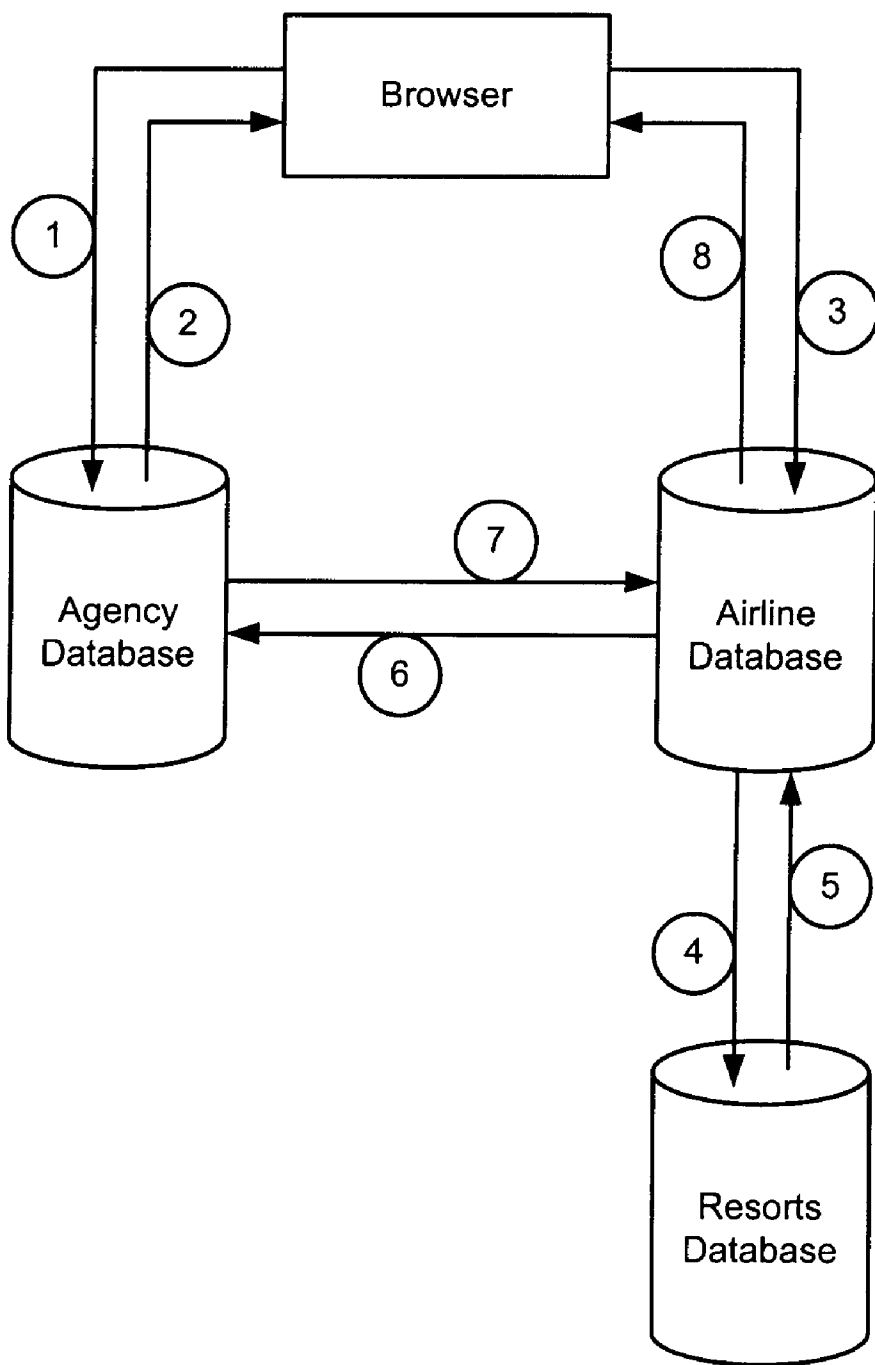 Browser
1
8
2
3
7
Agency
Database
Airline
Database
6
5
4
Resorts
Database